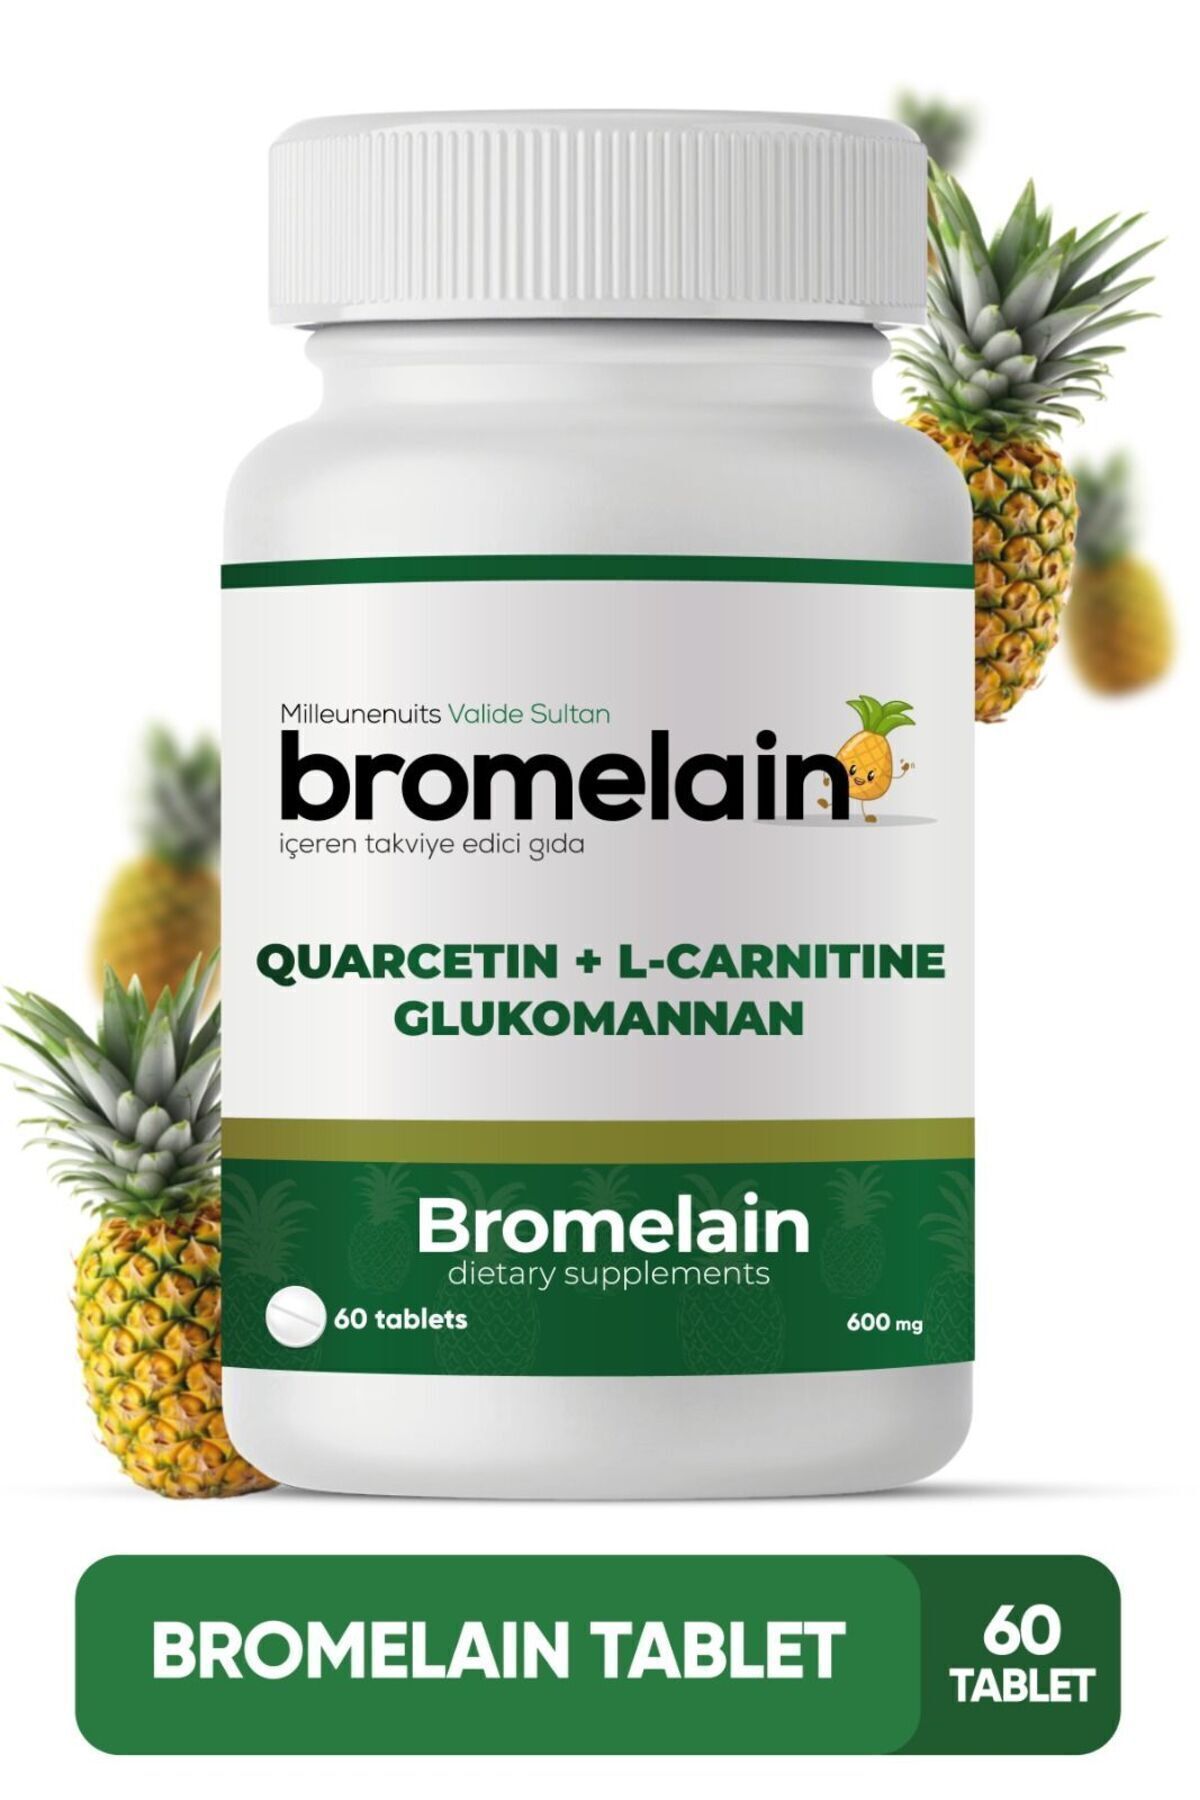 Milleunenuits Valide Sultan
bromelain
içeren takviye edici gıda
QUARCETIN + L-CARNITINE
GLUKOMANNAN
Bromelain
dietary supplements
60 tablets
600 mg
BROMELAIN TABLET
60
TABLET